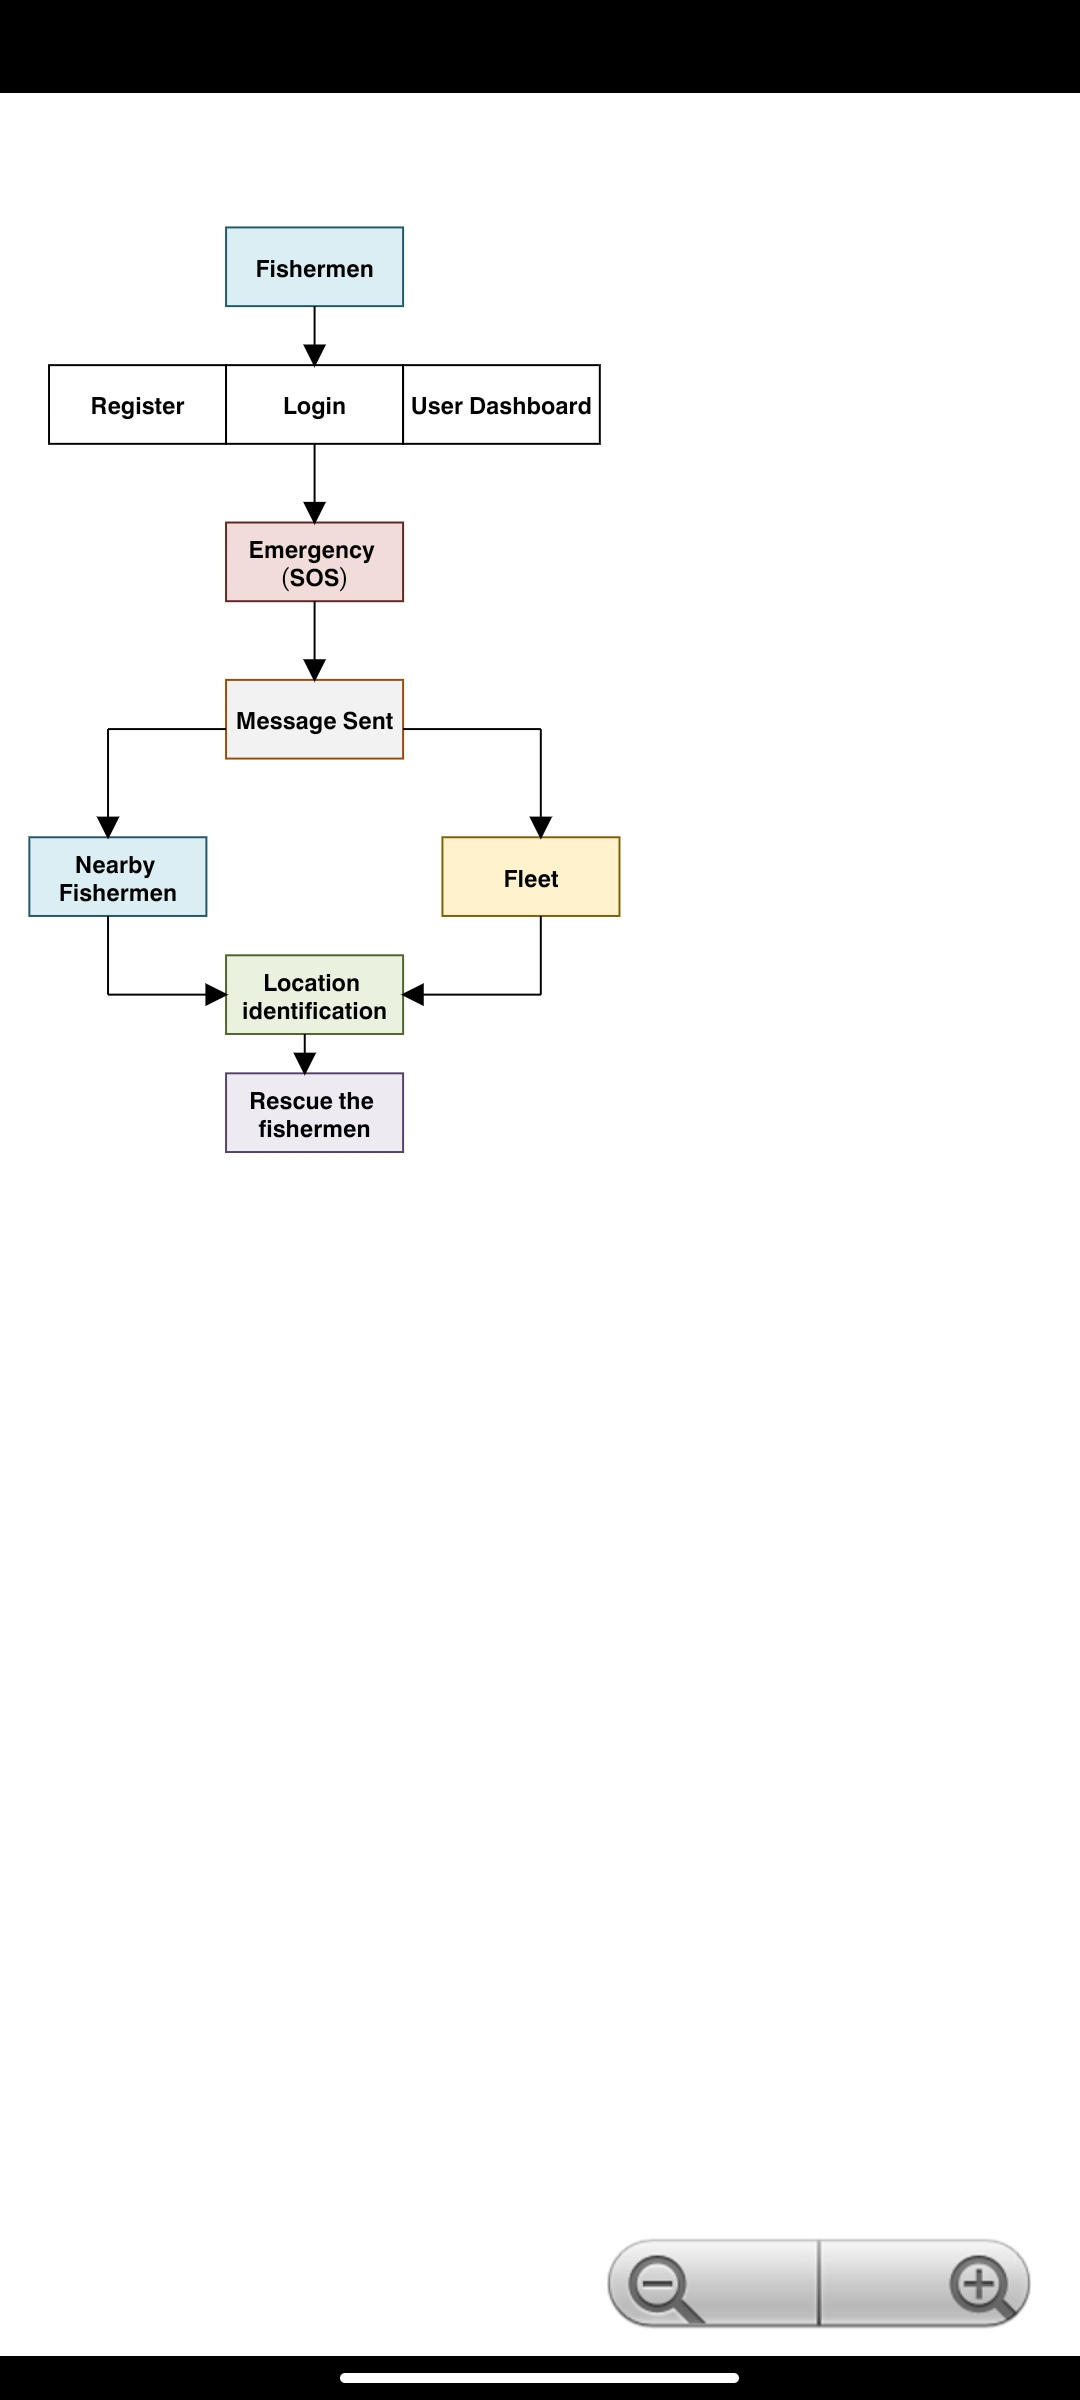 Fishermen
Register
Login
User Dashboard
Emergency
(SOS)
Message Sent
Nearby
Fishermen
Fleet
Location
identification
Rescue the
fishermen